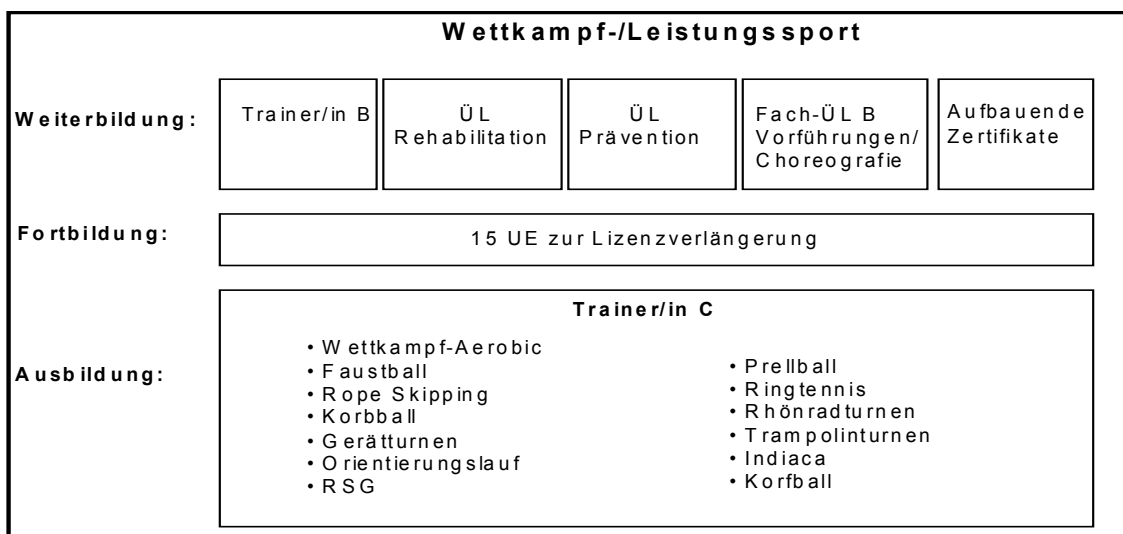 Wettkampf-/Leistungssport
Weiterbildung:
Trainer/in B
ÜL
Rehabilitation
ÜL
Prävention
Fach-ÜL B
Vorführungen/
Choreografie
Aufbauende
Zertifikate
Fortbildung:
15 UE zur Lizenzverlängerung
Ausbildung:
Trainer/in C
• Wettkampf-Aerobic
• Faustball
• Rope Skipping
• Korbball
• Gerätturnen
• Orientierungslauf
• RSG
• Prellball
• Ringtennis
• Rhönradturnen
• Trampolinturnen
• Indiaca
• Korfball